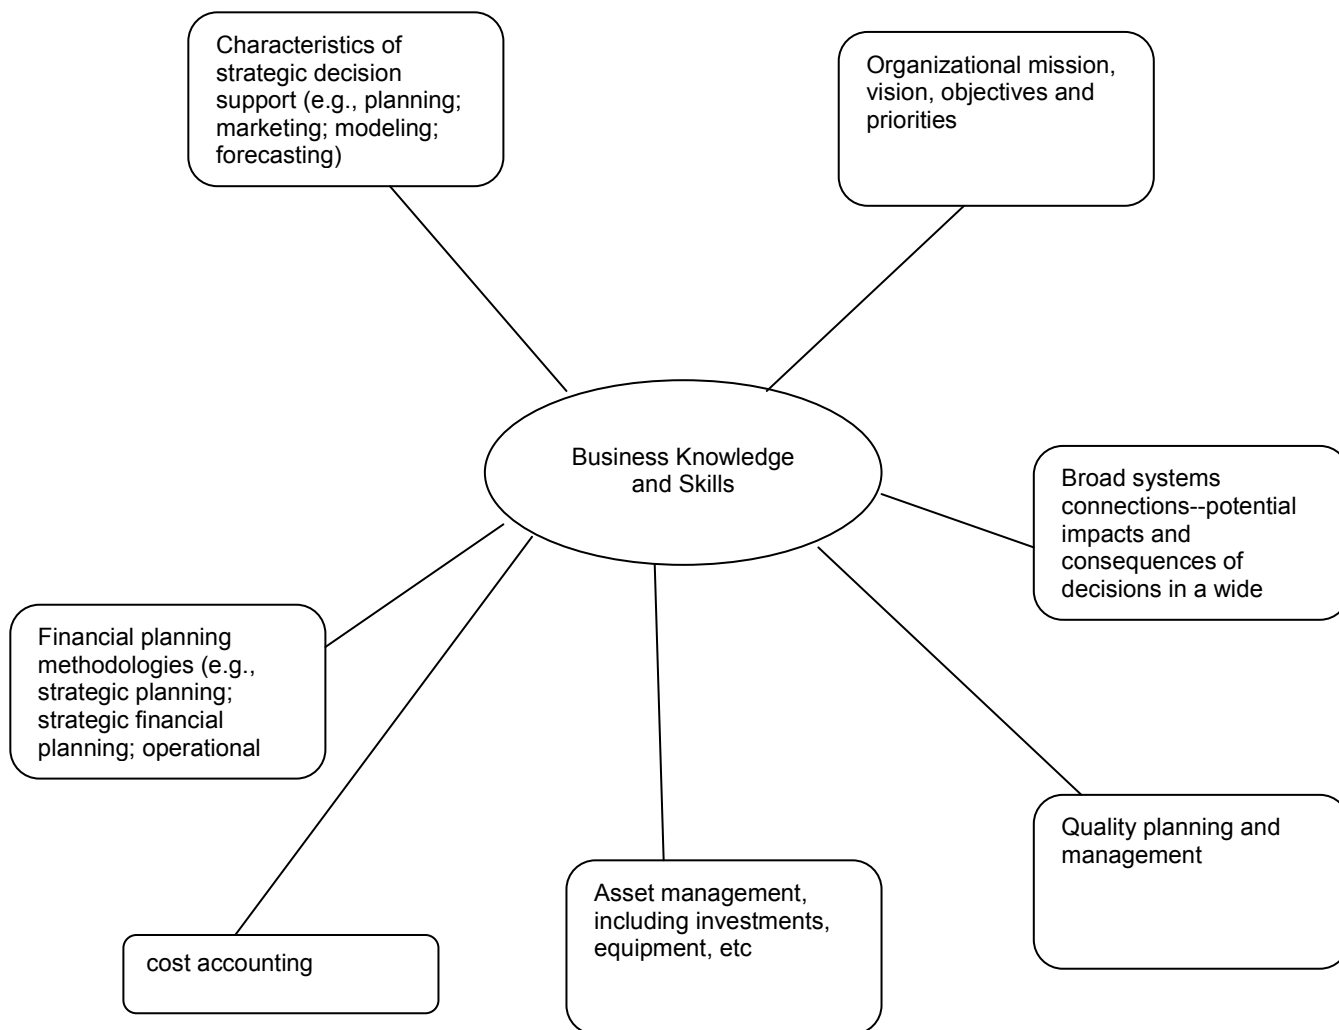 Characteristics of
strategic decision
support (e.g., planning;
marketing; modeling;
forecasting)
Organizational mission,
vision, objectives and
priorities
Business Knowledge
and Skills
Broad systems
connections--potential
impacts and
consequences of
decisions in a wide
Financial planning
methodologies (e.g.,
strategic planning;
strategic financial
planning; operational
Quality planning and
management
Asset management,
including investments,
equipment, etc
cost accounting